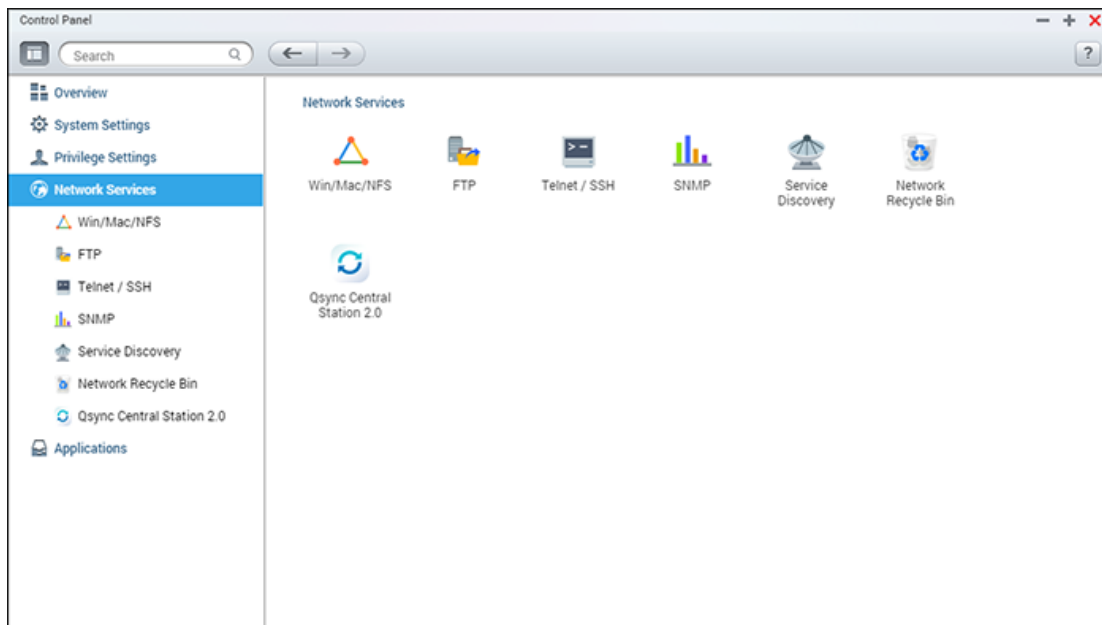 Control Panel
Search
?
Overview
System Settings
Privilege Settings
Network Services
Win/Mac/NFS
FTP
Telnet / SSH
SNMP
Service Discovery
Network Recycle Bin
Qsync Central Station 2.0
Applications
Network Services
Win/Mac/NFS
FTP
Telnet / SSH
SNMP
Service
Discovery
Network
Recycle Bin
Qsync Central
Station 2.0